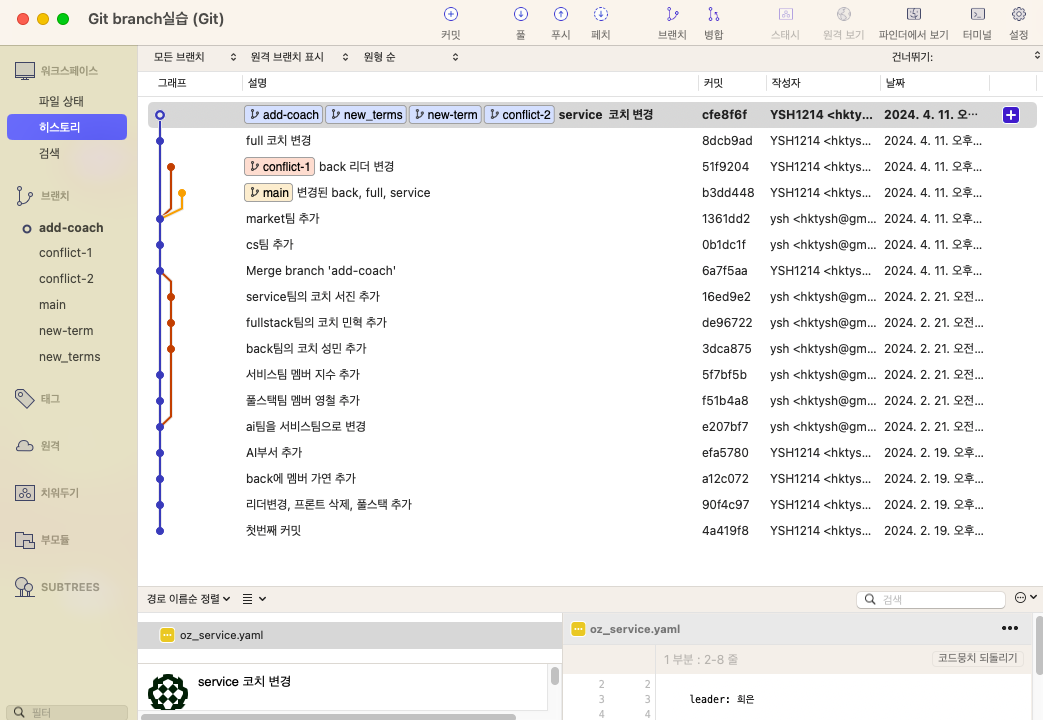 Git branch실습 (Git)
커밋 풀 푸시 페치 브랜치 병합 스태시 원격 보기 파인더에서 보기 터미널 설정
모든 브랜치 원격 브랜치 표시 원형 순 건너뛰기:
그래프 설명 커밋 작성자 날짜
워크스페이스
파일 상태
히스토리
검색
브랜치
add-coach
conflict-1
conflict-2
main
new-term
new_terms
태그
원격
치워두기
부모듈
SUBTREES
필터
add-coach new_terms new-term conflict-2 service 코치 변경 cfe8f6f YSH1214 <hkty... 2024. 4. 11. 오...
full 코치 변경 8dcb9ad YSH1214 <hktys... 2024. 4. 11. 오후...
conflict-1 back 리더 변경 51f9204 YSH1214 <hktys... 2024. 4. 11. 오후...
main 변경된 back, full, service b3dd448 YSH1214 <hktys... 2024. 4. 11. 오후...
market팀 추가 1361dd2 ysh <hktysh@gm... 2024. 4. 11. 오후...
cs팀 추가 0b1dc1f ysh <hktysh@gm... 2024. 4. 11. 오후...
Merge branch 'add-coach' 6a7f5aa YSH1214 <hktys... 2024. 4. 11. 오후...
service팀의 코치 서진 추가 16ed9e2 ysh <hktysh@gm... 2024. 2. 21. 오전...
fullstack팀의 코치 민혁 추가 de96722 ysh <hktysh@gm... 2024. 2. 21. 오전...
back팀의 코치 성민 추가 3dca875 ysh <hktysh@gm... 2024. 2. 21. 오전...
서비스팀 멤버 지수 추가 5f7bf5b ysh <hktysh@gm... 2024. 2. 21. 오전...
풀스택팀 멤버 영철 추가 f51b4a8 ysh <hktysh@gm... 2024. 2. 21. 오전...
ai팀을 서비스팀으로 변경 e207bf7 ysh <hktysh@gm... 2024. 2. 21. 오전...
AI부서 추가 efa5780 YSH1214 <hktys... 2024. 2. 19. 오후...
back에 멤버 가연 추가 a12c072 YSH1214 <hktys... 2024. 2. 19. 오후...
리더변경, 프론트 삭제, 풀스택 추가 90f4c97 YSH1214 <hktys... 2024. 2. 19. 오후...
첫번째 커밋 4a419f8 YSH1214 <hktys... 2024. 2. 19. 오후...
경로 이름순 정렬 검색
oz_service.yaml
service 코치 변경
oz_service.yaml
1 부분 : 2-8 줄 코드뭉치 되돌리기
2 2
3 3 leader: 희은
4 4